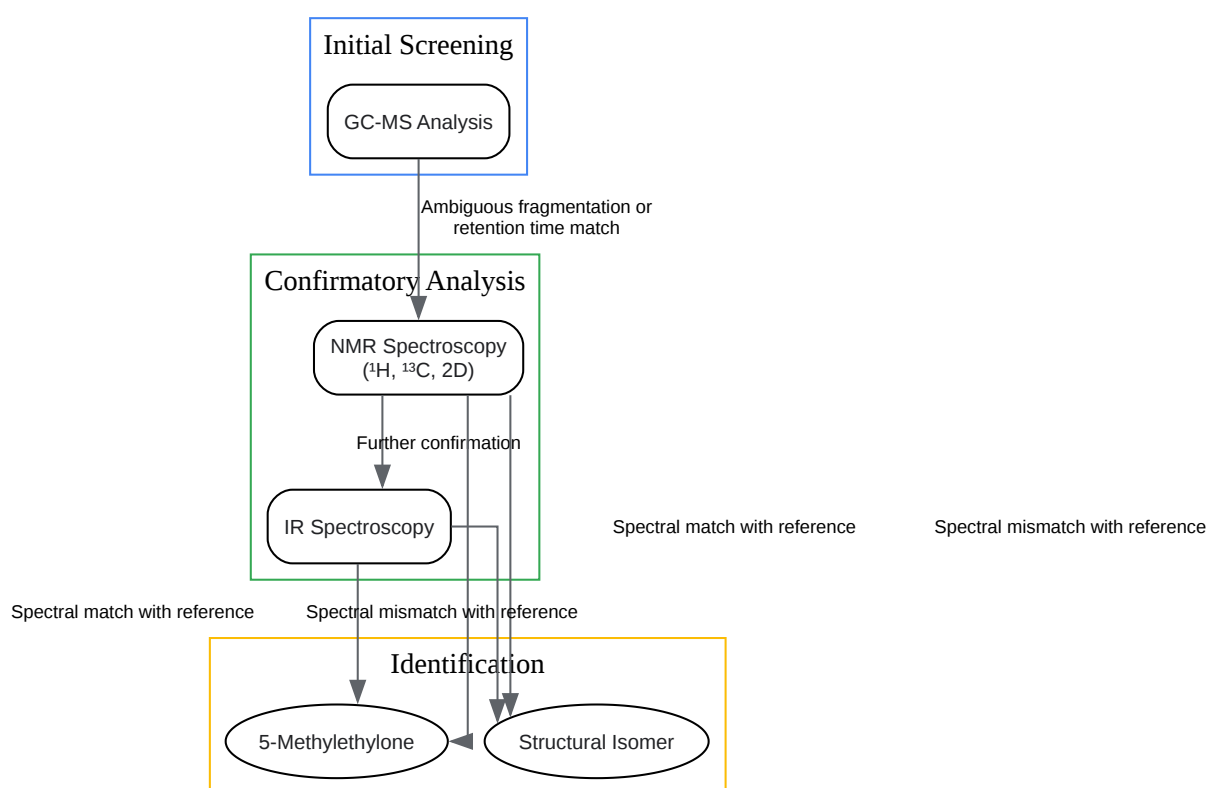 Initial Screening
GC-MS Analysis
Ambiguous fragmentation or
retention time match
Confirmatory Analysis
NMR Spectroscopy
(¹H, ¹³C, 2D)
Further confirmation
IR Spectroscopy
Spectral match with reference
Spectral mismatch with reference
Spectral match with reference
Spectral mismatch with reference
Identification
5-Methylethylone
Structural Isomer